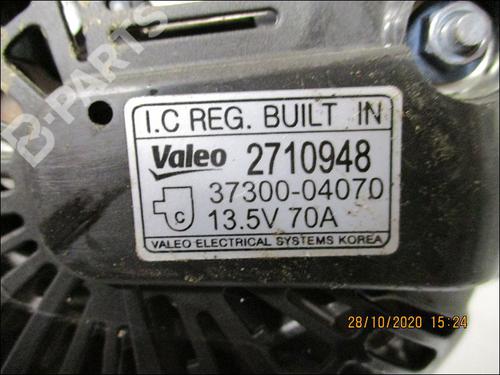 B-PARTS
I.C REG. BUILT IN
Valeo 2710948
37300-04070
C 13.5V 70A
VALEO ELECTRICAL SYSTEMS KOREA
28/10/2020 15:24